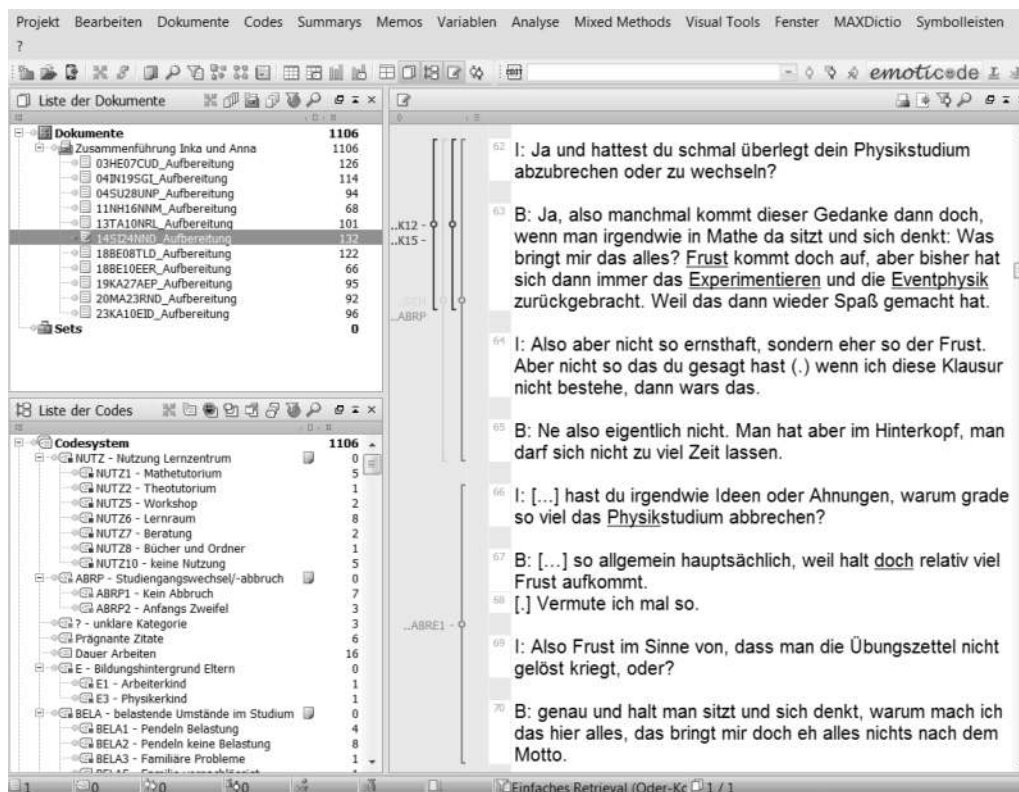 Projekt Bearbeiten Dokumente Codes Summarys Memos Variablen Analyse Mixed Methods Visual Tools Fenster MAXDictio Symbolleisten
?
emoticode
Liste der Dokumente
Dokumente 1106
Zusammenführung Inka und Anna 1106
03HE07CUD_Aufbereitung 126
04IN19SGI_Aufbereitung 114
04SU28UNP_Aufbereitung 94
11NH16NNM_Aufbereitung 68
13TA10NRL_Aufbereitung 101
14SI24NND_Aufbereitung 132
18BE08TLD_Aufbereitung 122
18BE10EER_Aufbereitung 66
19KA27AEP_Aufbereitung 95
20MA23RND_Aufbereitung 92
23KA10EID_Aufbereitung 96
Sets 0
Liste der Codes
Codesystem 1106
NUTZ - Nutzung Lernzentrum 0
NUTZ1 - Mathetutorium 5
NUTZ2 - Theotutorium 1
NUTZ5 - Workshop 2
NUTZ6 - Lernraum 8
NUTZ7 - Beratung 2
NUTZ8 - Bücher und Ordner 1
NUTZ10 - keine Nutzung 5
ABRP - Studiengangswechsel/-abbruch 0
ABRP1 - Kein Abbruch 7
ABRP2 - Anfangs Zweifel 3
? - unklare Kategorie 3
Prägnante Zitate 6
Dauer Arbeiten 16
E - Bildungshintergrund Eltern 0
E1 - Arbeiterkind 1
E3 - Physikerkind 1
BELA - belastende Umstände im Studium 0
BELA1 - Pendeln Belastung 4
BELA2 - Pendeln keine Belastung 8
BELA3 - Familiäre Probleme 1
..K12
..K15
..ABRP
..ABRE1
62 I: Ja und hattest du schmal überlegt dein Physikstudium
abzubrechen oder zu wechseln?
63 B: Ja, also manchmal kommt dieser Gedanke dann doch,
wenn man irgendwie in Mathe da sitzt und sich denkt: Was
bringt mir das alles? Frust kommt doch auf, aber bisher hat
sich dann immer das Experimentieren und die Eventphysik
zurückgebracht. Weil das dann wieder Spaß gemacht hat.
64 I: Also aber nicht so ernsthaft, sondern eher so der Frust.
Aber nicht so das du gesagt hast (.) wenn ich diese Klausur
nicht bestehe, dann wars das.
65 B: Ne also eigentlich nicht. Man hat aber im Hinterkopf, man
darf sich nicht zu viel Zeit lassen.
66 I: [...] hast du irgendwie Ideen oder Ahnungen, warum grade
so viel das Physikstudium abbrechen?
67 B: [...] so allgemein hauptsächlich, weil halt doch relativ viel
Frust aufkommt.
68 [.] Vermute ich mal so.
69 I: Also Frust im Sinne von, dass man die Übungszettel nicht
gelöst kriegt, oder?
70 B: genau und halt man sitzt und sich denkt, warum mach ich
das hier alles, das bringt mir doch eh alles nichts nach dem
Motto.
1 0 0 0 Einfaches Retrieval (Oder-Kc 1 / 1